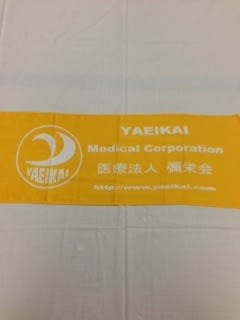 YAEIKAI
YAEIKAI
Medical Corporation
医療法人 彌栄会
http://www.yaeikai.com